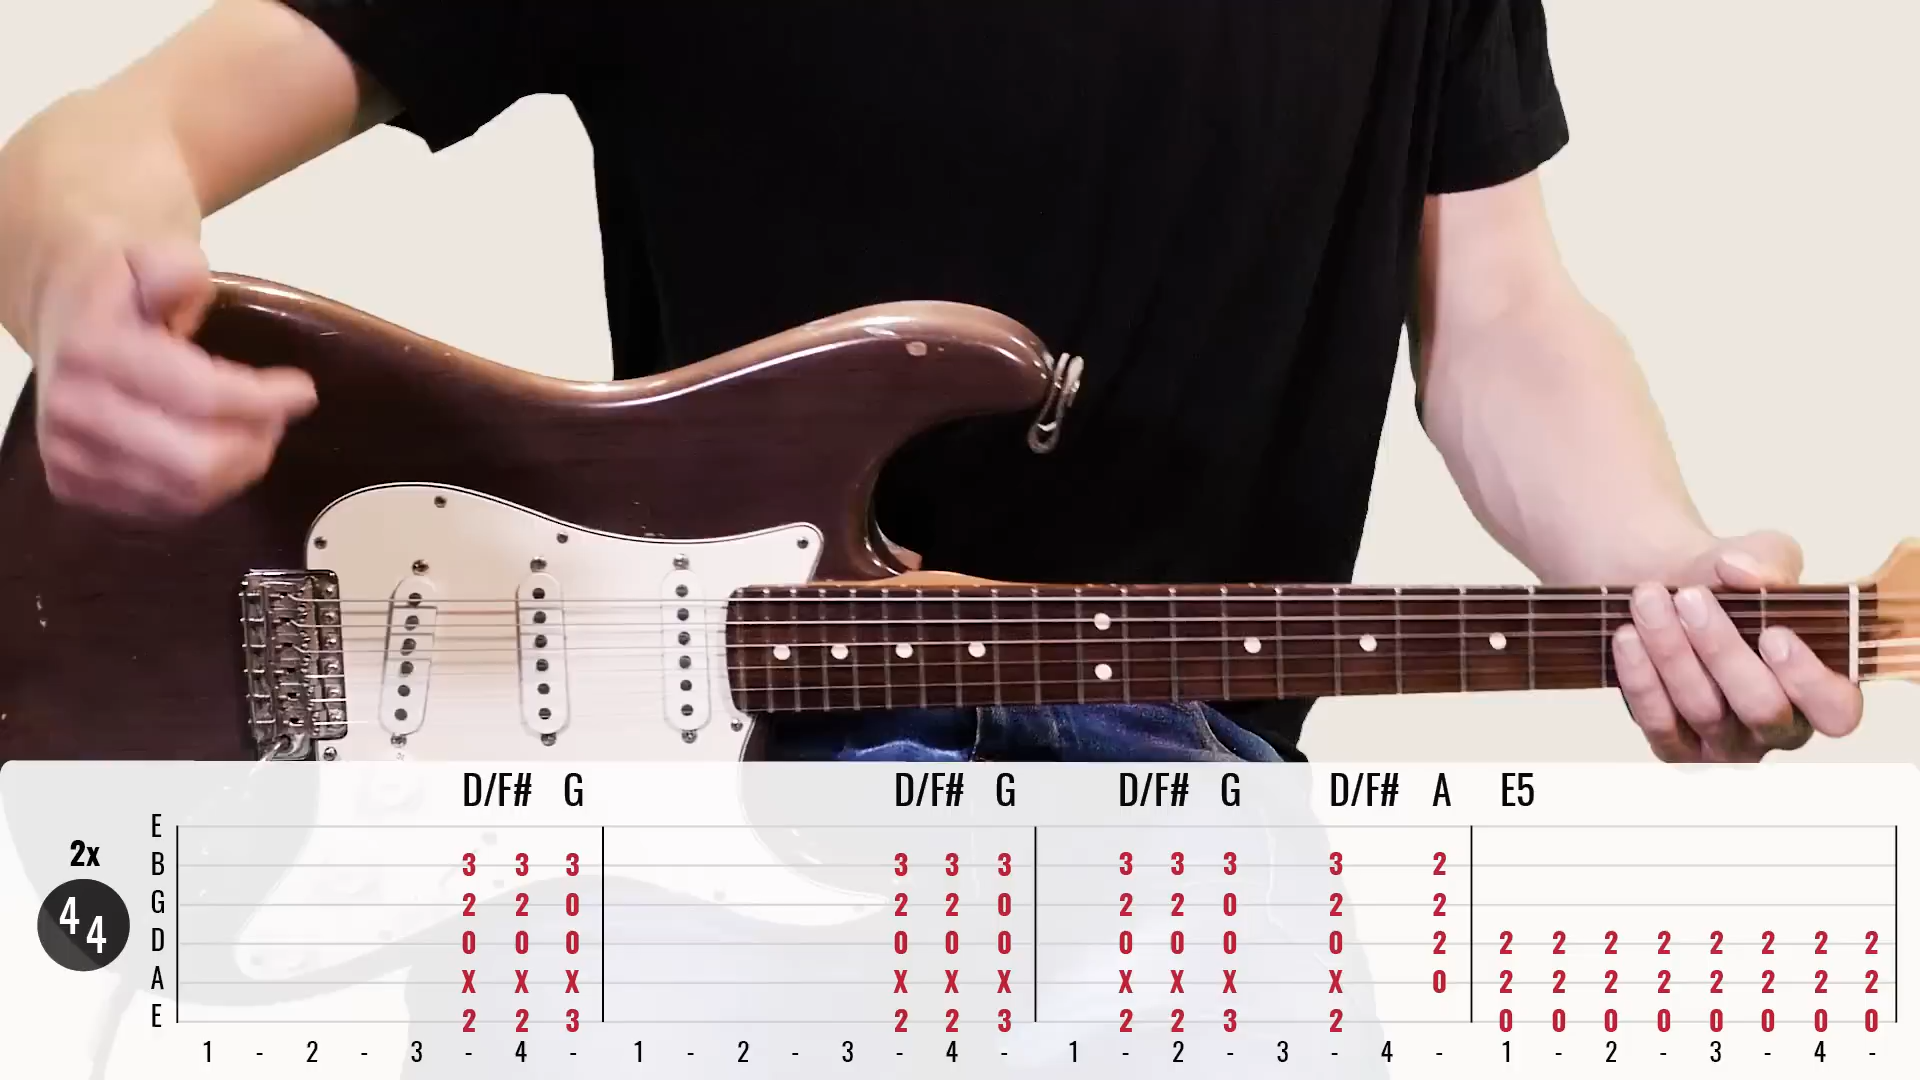 D/F# G D/F# G D/F# G D/F# A E5
E
2x
B 3 3 3 3 3 3 3 3 3 3 2
G 2 2 0 2 2 0 2 2 0 2 2
4
4
D 0 0 0 0 0 0 0 0 0 0 2 2 2 2 2 2 2 2 2
A X X X X X X X X X X 0 2 2 2 2 2 2 2 2
E 2 2 3 2 2 3 2 2 3 2 0 0 0 0 0 0 0 0
1 - 2 - 3 - 4 - 1 - 2 - 3 - 4 - 1 - 2 - 3 - 4 - 1 - 2 - 3 - 4 -